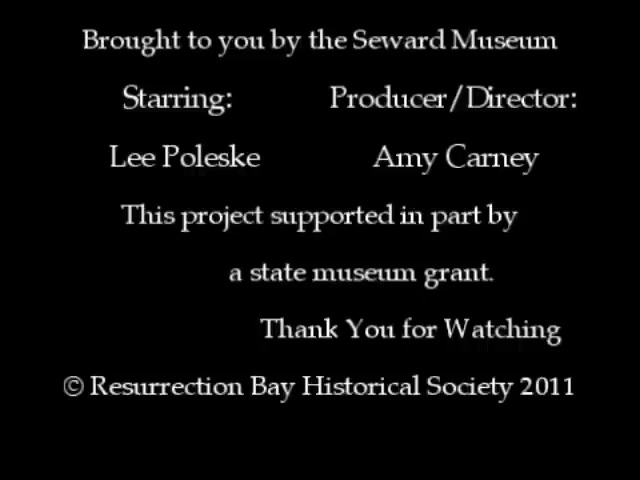 Brought to you by the Seward Museum
Starring: Producer/Director:
Lee Poleske Amy Carney
This project supported in part by
a state museum grant.
Thank You for Watching
© Resurrection Bay Historical Society 2011